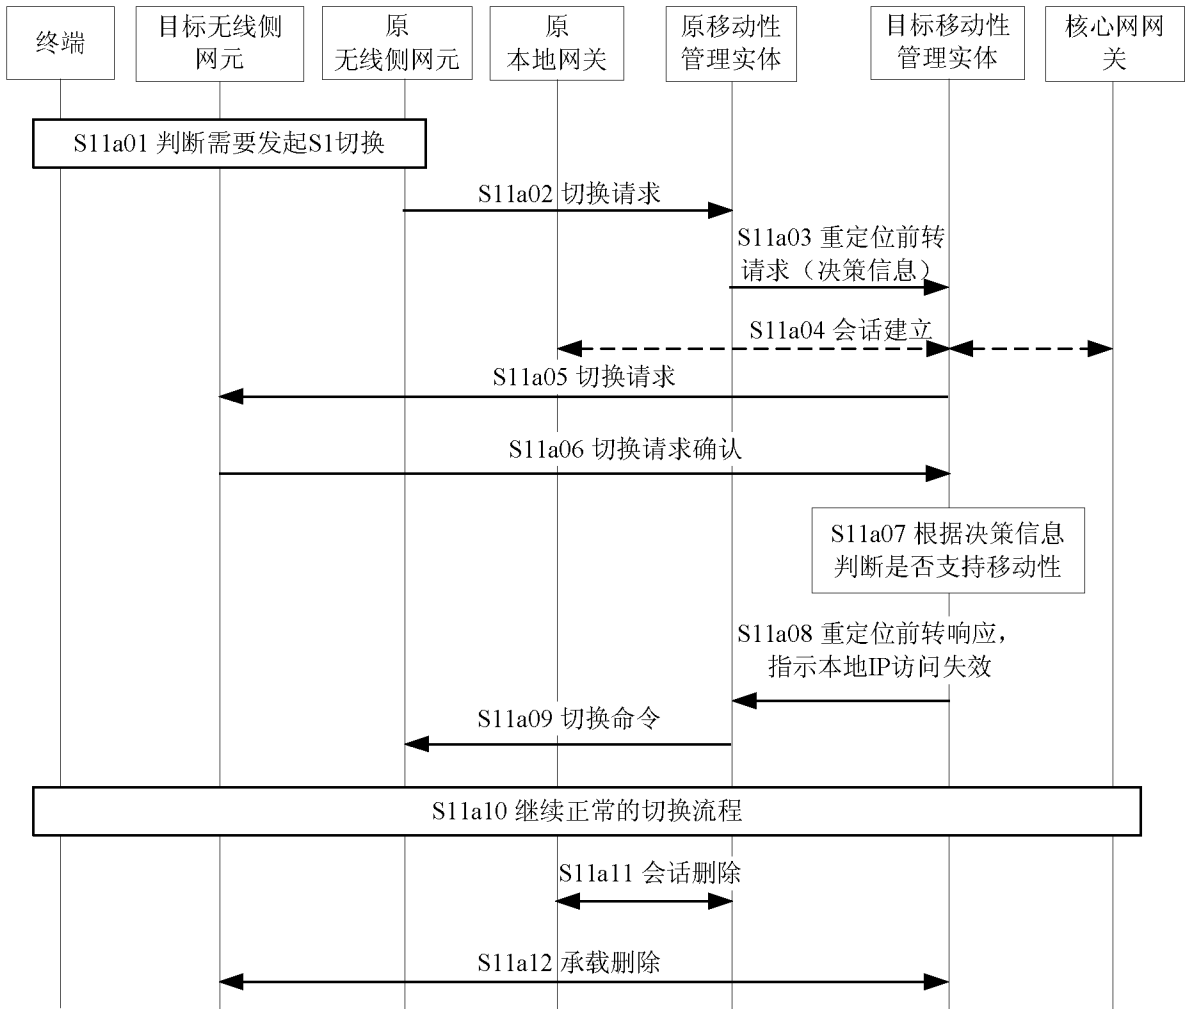 终端
目标无线侧
网元
原
无线侧网元
原
本地网关
原移动性
管理实体
目标移动性
管理实体
核心网网
关
S11a01 判断需要发起S1切换
S11a02 切换请求
S11a03 重定位前转
请求（决策信息）
S11a04 会话建立
S11a05 切换请求
S11a06 切换请求确认
S11a07 根据决策信息
判断是否支持移动性
S11a08 重定位前转响应，
指示本地IP访问失效
S11a09 切换命令
S11a10 继续正常的切换流程
S11a11 会话删除
S11a12 承载删除